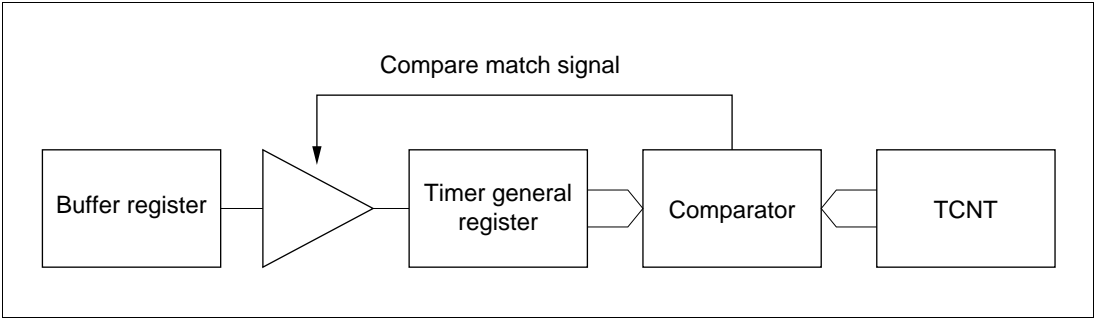 Compare match signal
Buffer register
Timer general
register
Comparator
TCNT